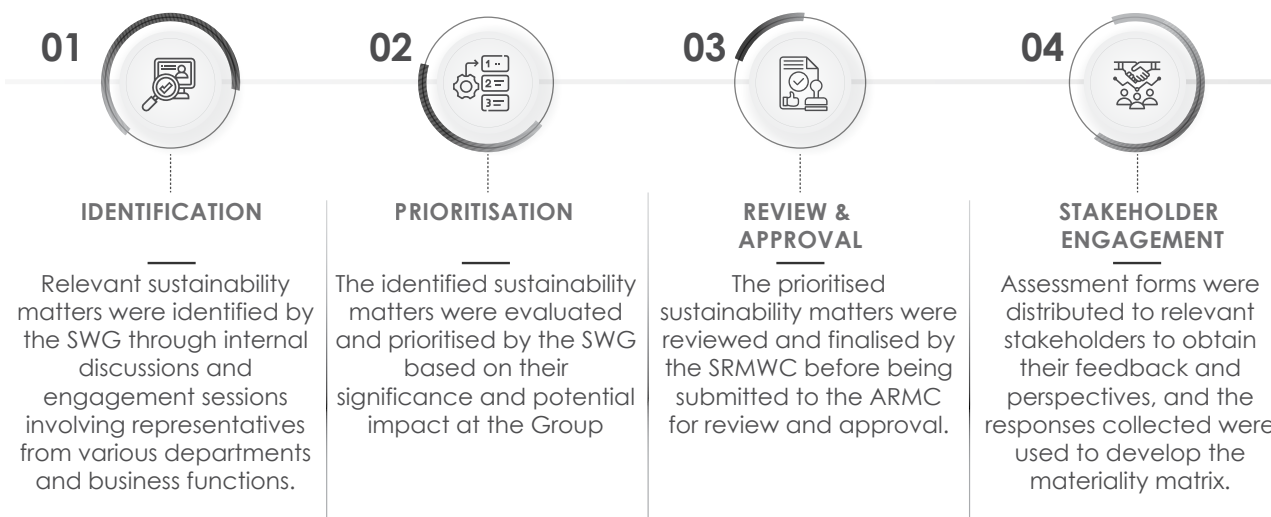 01
IDENTIFICATION
Relevant sustainability
matters were identified by
the SWG through internal
discussions and
engagement sessions
involving representatives
from various departments
and business functions.
02
1
2
3
PRIORITISATION
The identified sustainability
matters were evaluated
and prioritised by the SWG
based on their
significance and potential
impact at the Group
03
REVIEW &
APPROVAL
The prioritised
sustainability matters were
reviewed and finalised by
the SRMWC before being
submitted to the ARMC
for review and approval.
04
STAKEHOLDER
ENGAGEMENT
Assessment forms were
distributed to relevant
stakeholders to obtain
their feedback and
perspectives, and the
responses collected were
used to develop the
materiality matrix.